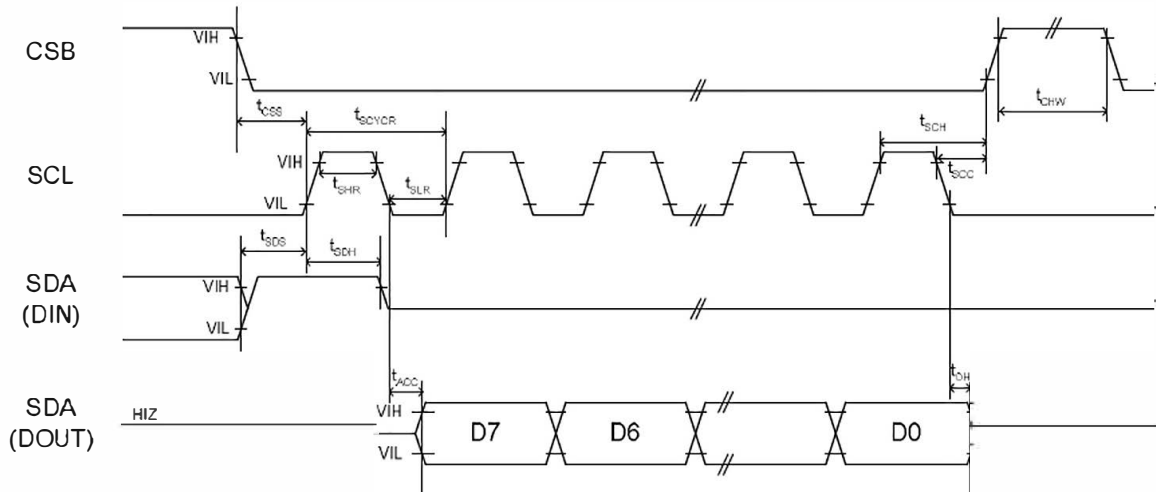 CSB
VIH
VIL
tCSS
tSCYCR
tSCH
tCHW
SCL
VIH
VIL
tSHR
tSLR
tSCC
tSDS
tSDH
SDA
(DIN)
VIH
VIL
SDA
(DOUT)
HIZ
tACC
VIH
VIL
D7
D6
D0
tOH